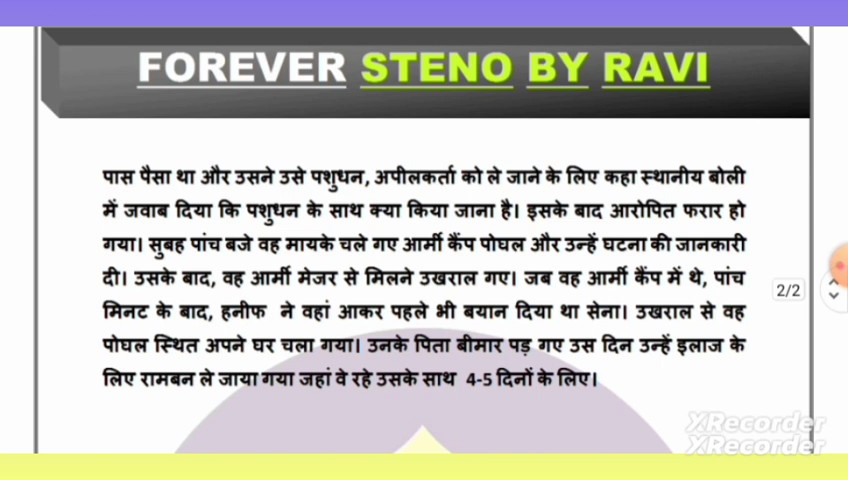 FOREVER STENO BY RAVI
पास पैसा था और उसने उसे पशुधन, अपीलकर्ता को ले जाने के लिए कहा स्थानीय बोली
में जवाब दिया कि पशुधन के साथ क्या किया जाना है। इसके बाद आरोपित फरार हो
गया। सुबह पांच बजे वह मायके चले गए आर्मी कैंप पोघल और उन्हें घटना की जानकारी
दी। उसके बाद, वह आर्मी मेजर से मिलने उखराल गए। जब वह आर्मी कैंप में थे, पांच
मिनट के बाद, हनीफ ने वहां आकर पहले भी बयान दिया था सेना। उखराल से वह
पोघल स्थित अपने घर चला गया। उनके पिता बीमार पड़ गए उस दिन उन्हें इलाज के
लिए रामबन ले जाया गया जहां वे रहे उसके साथ 4-5 दिनों के लिए।
2/2
XRecorder
XRecorder